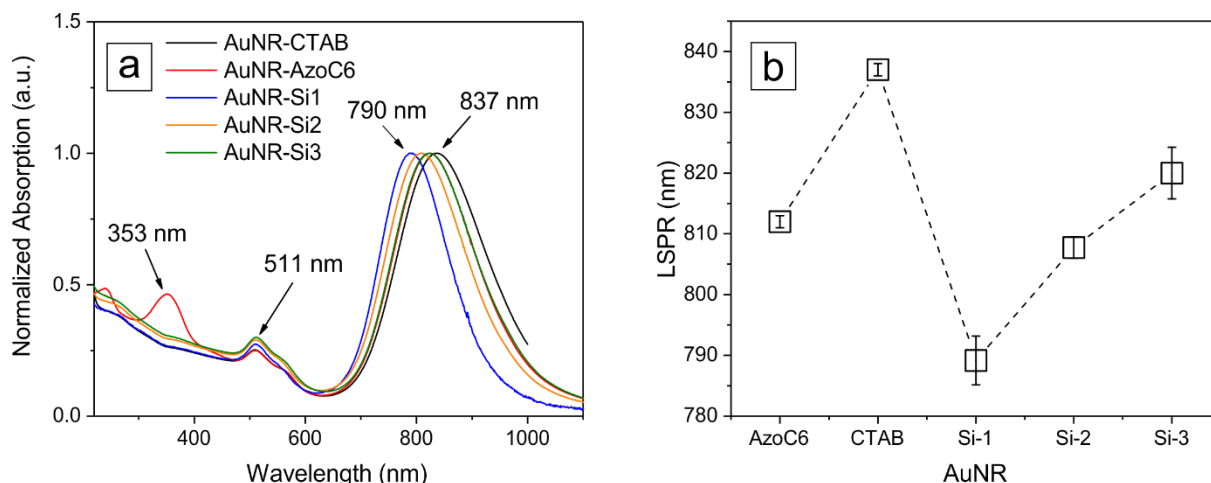 a
AuNR-CTAB
AuNR-AzoC6
AuNR-Si1
AuNR-Si2
AuNR-Si3
790 nm
837 nm
353 nm
511 nm
1.5
1.0
0.5
0.0
Normalized Absorption (a.u.)
400
600
800
1000
Wavelength (nm)
b
840
830
820
810
790
780
LSPR (nm)
AzoC6
CTAB
Si-1
Si-2
Si-3
AuNR